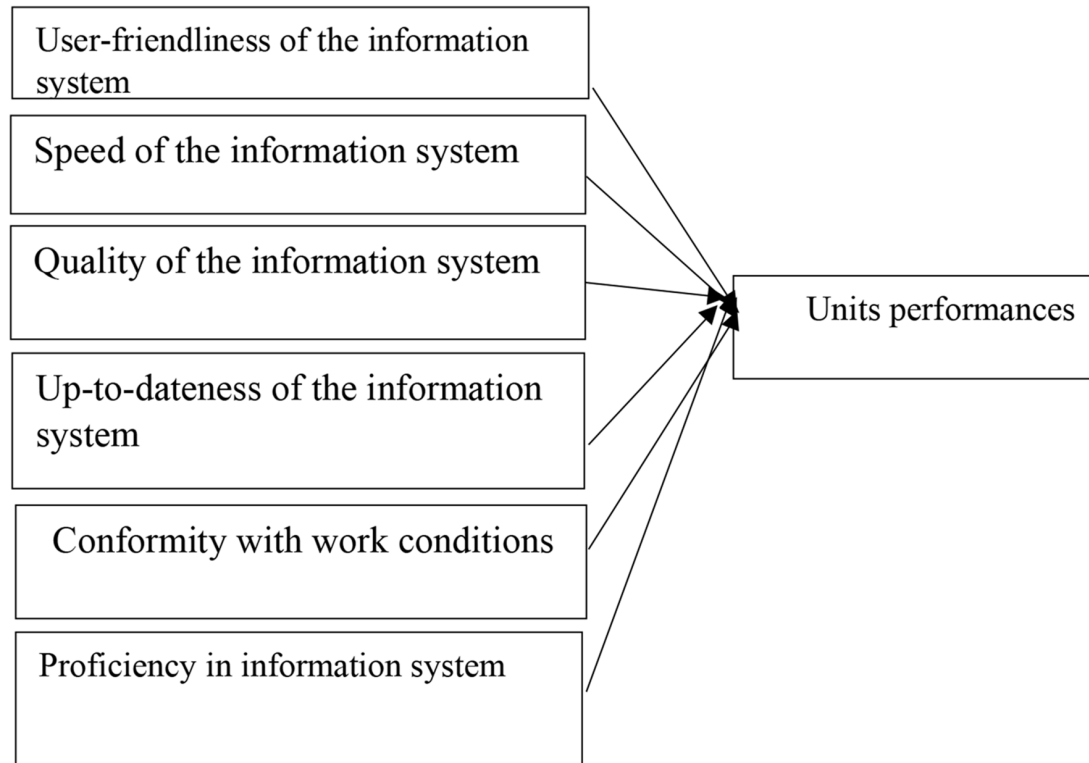 User-friendliness of the information
system
Speed of the information system
Quality of the information system
Up-to-dateness of the information
system
Conformity with work conditions
Proficiency in information system
Units performances